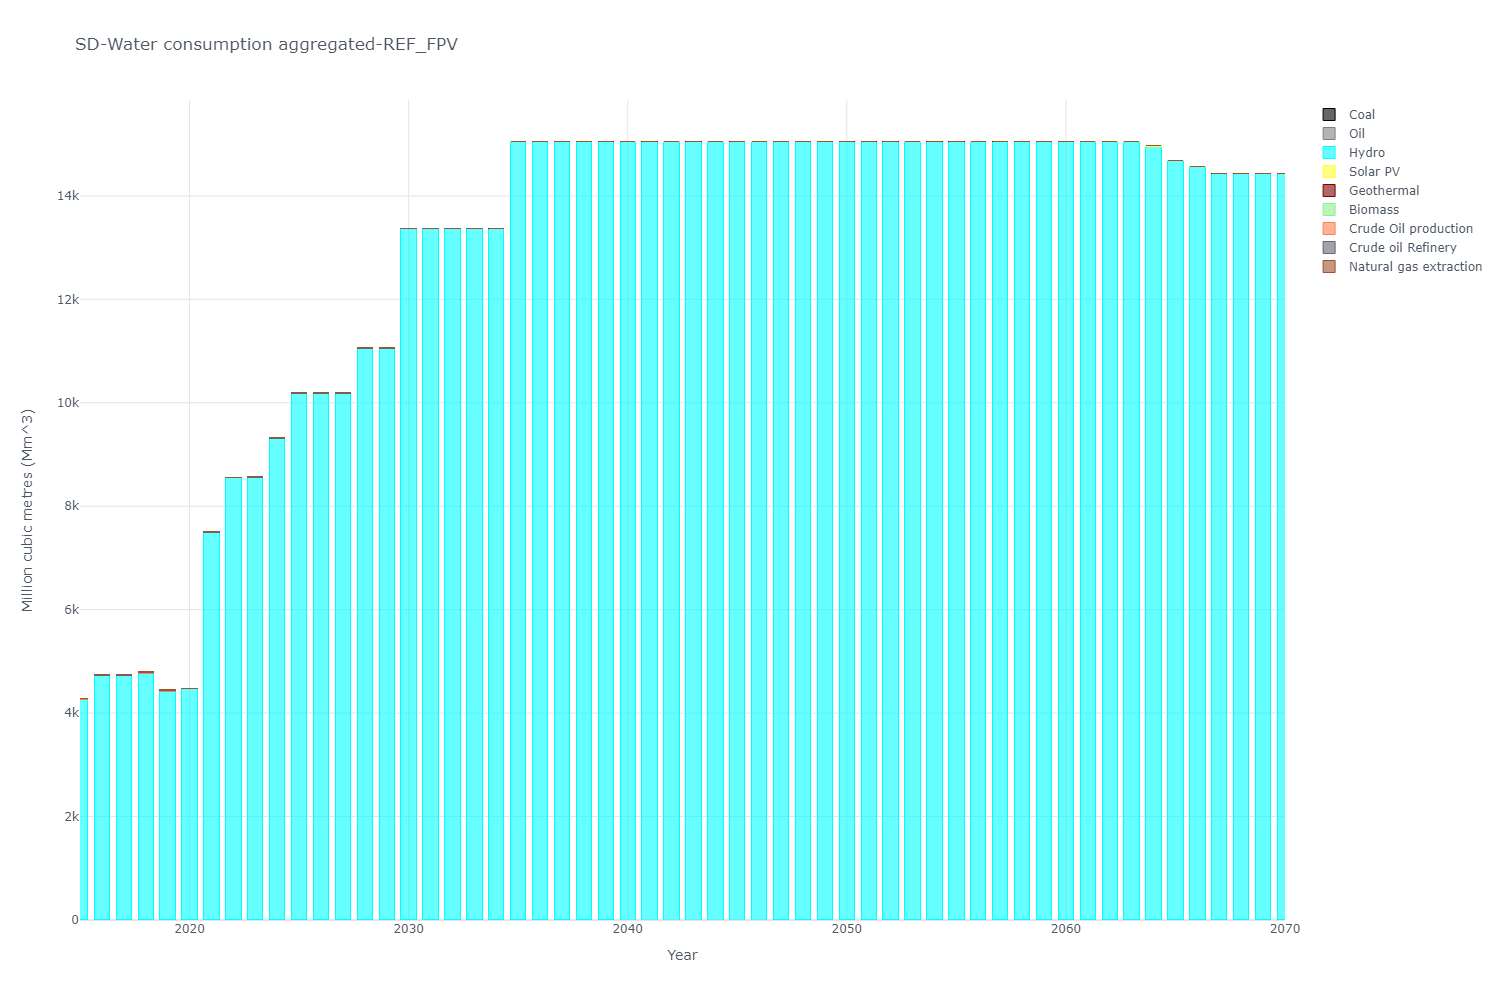 SD-Water consumption aggregated-REF_FPV
Coal
Oil
Hydro
Solar PV
Geothermal
Biomass
Crude Oil production
Crude oil Refinery
Natural gas extraction
Million cubic metres (Mm^3)
14k
12k
10k
8k
6k
4k
2k
0
2020 2030 2040 2050 2060 2070
Year